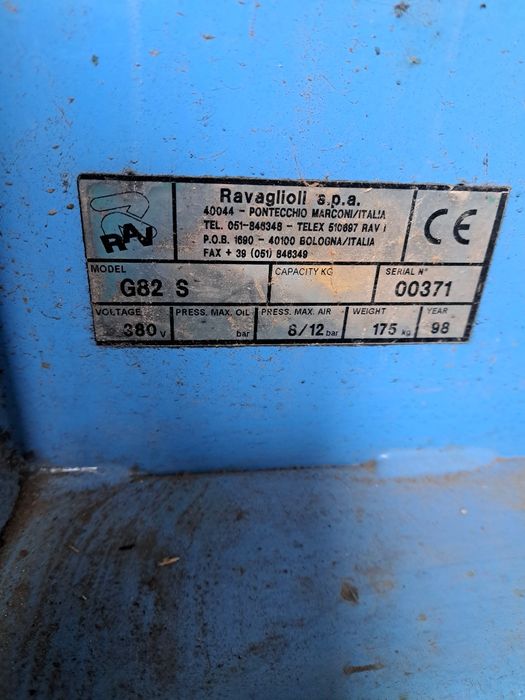 RAV
Ravaglioli s.p.a.
40044 - PONTECCHIO MARCONI/ITALIA
TEL. 051-846348 - TELEX 510697 RAV I
P.O.B. 1690 - 40100 BOLOGNA/ITALIA
FAX + 39 (051) 846349
CE
MODEL CAPACITY KG SERIAL N°
G82 S 00371
VOLTAGE PRESS. MAX. OIL PRESS. MAX. AIR WEIGHT YEAR
380 V bar 8/12 bar 175 kg 98